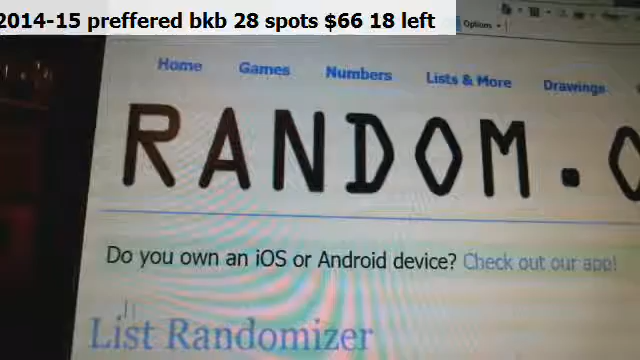 2014-15 preffered bkb 28 spots $66 18 left
Options
Home Games Numbers Lists & More Drawings
RANDOM.O
Do you own an iOS or Android device? Check out our app!
List Randomizer